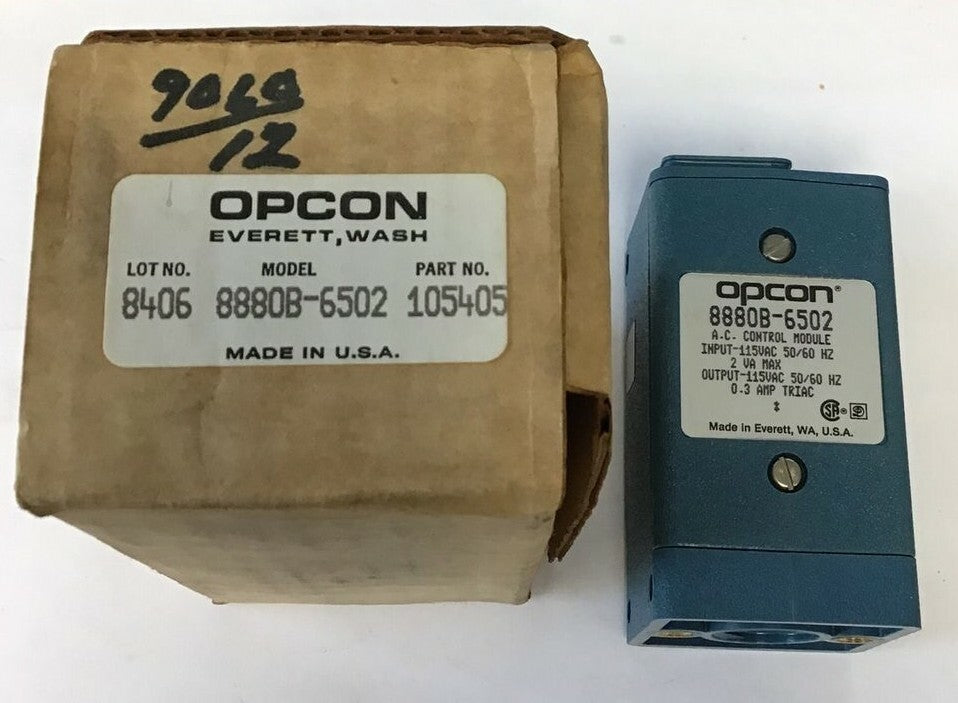 9060
12
OPCON
EVERETT, WASH
LOT NO. MODEL PART NO.
8406 8880B-6502 105405
MADE IN U.S.A.
opcon®
8880B-6502
A.C. CONTROL MODULE
INPUT-115VAC 50/60 HZ
2 VA MAX
OUTPUT-115VAC 50/60 HZ
0.3 AMP TRIAC
Made in Everett, WA, U.S.A.